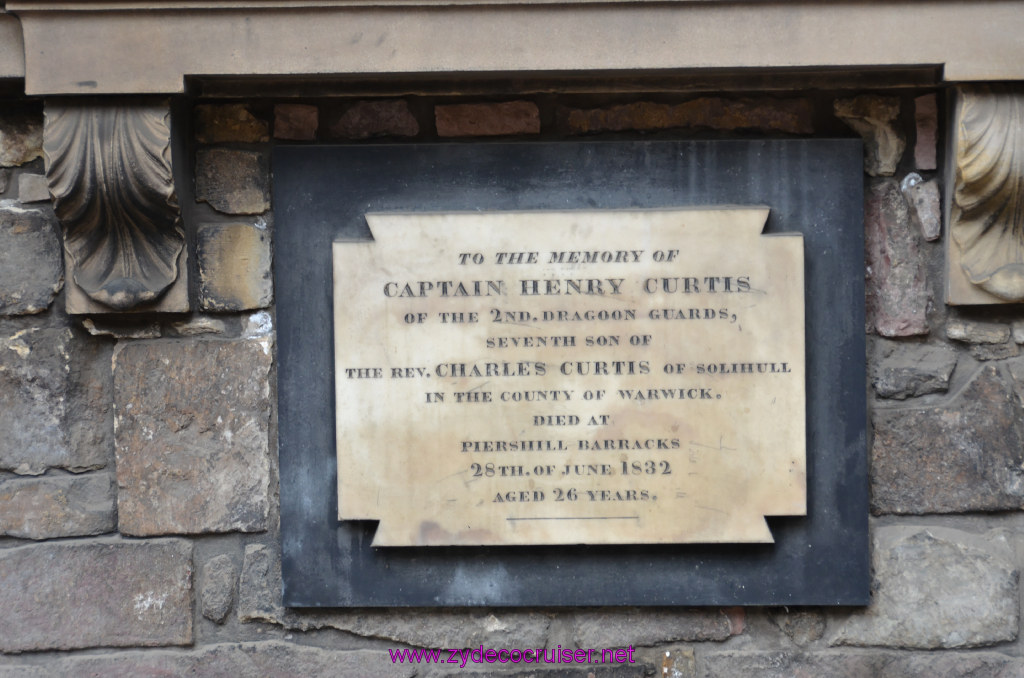 TO THE MEMORY OF
CAPTAIN HENRY CURTIS
OF THE 2ND. DRAGOON GUARDS,
SEVENTH SON OF
THE REV. CHARLES CURTIS OF SOLIHULL
IN THE COUNTY OF WARWICK.
DIED AT
PIERSHILL BARRACKS
28TH. OF JUNE 1832
AGED 26 YEARS.
www.zydecocruiser.net